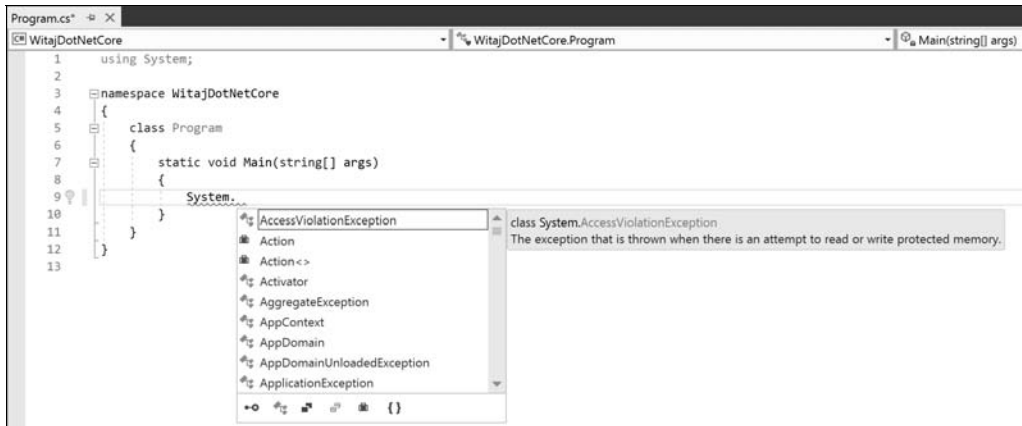 Program.cs*
WitajDotNetCore WitajDotNetCore.Program Main(string[] args)
1 using System;
2
3 namespace WitajDotNetCore
4 {
5 class Program
6 {
7 static void Main(string[] args)
8 {
9 System.
10 }
11 }
12 }
13
AccessViolationException
Action
Action<>
Activator
AggregateException
AppContext
AppDomain
AppDomainUnloadedException
ApplicationException
{}
class System.AccessViolationException
The exception that is thrown when there is an attempt to read or write protected memory.